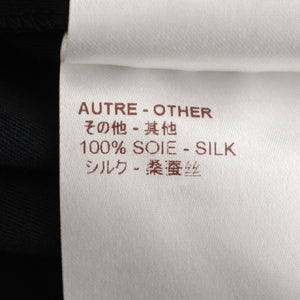 AUTRE - OTHER
その他 - 其他
100% SOIE - SILK
シルク - 桑蚕丝